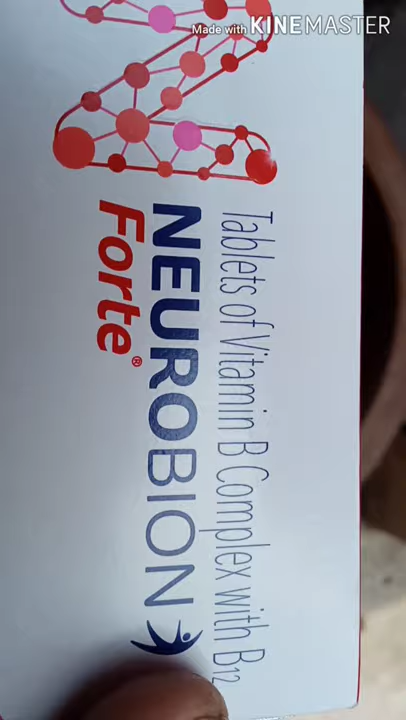 Made with KINEMASTER
Tablets of Vitamin B Complex with B12
NEUROBION
Forte®